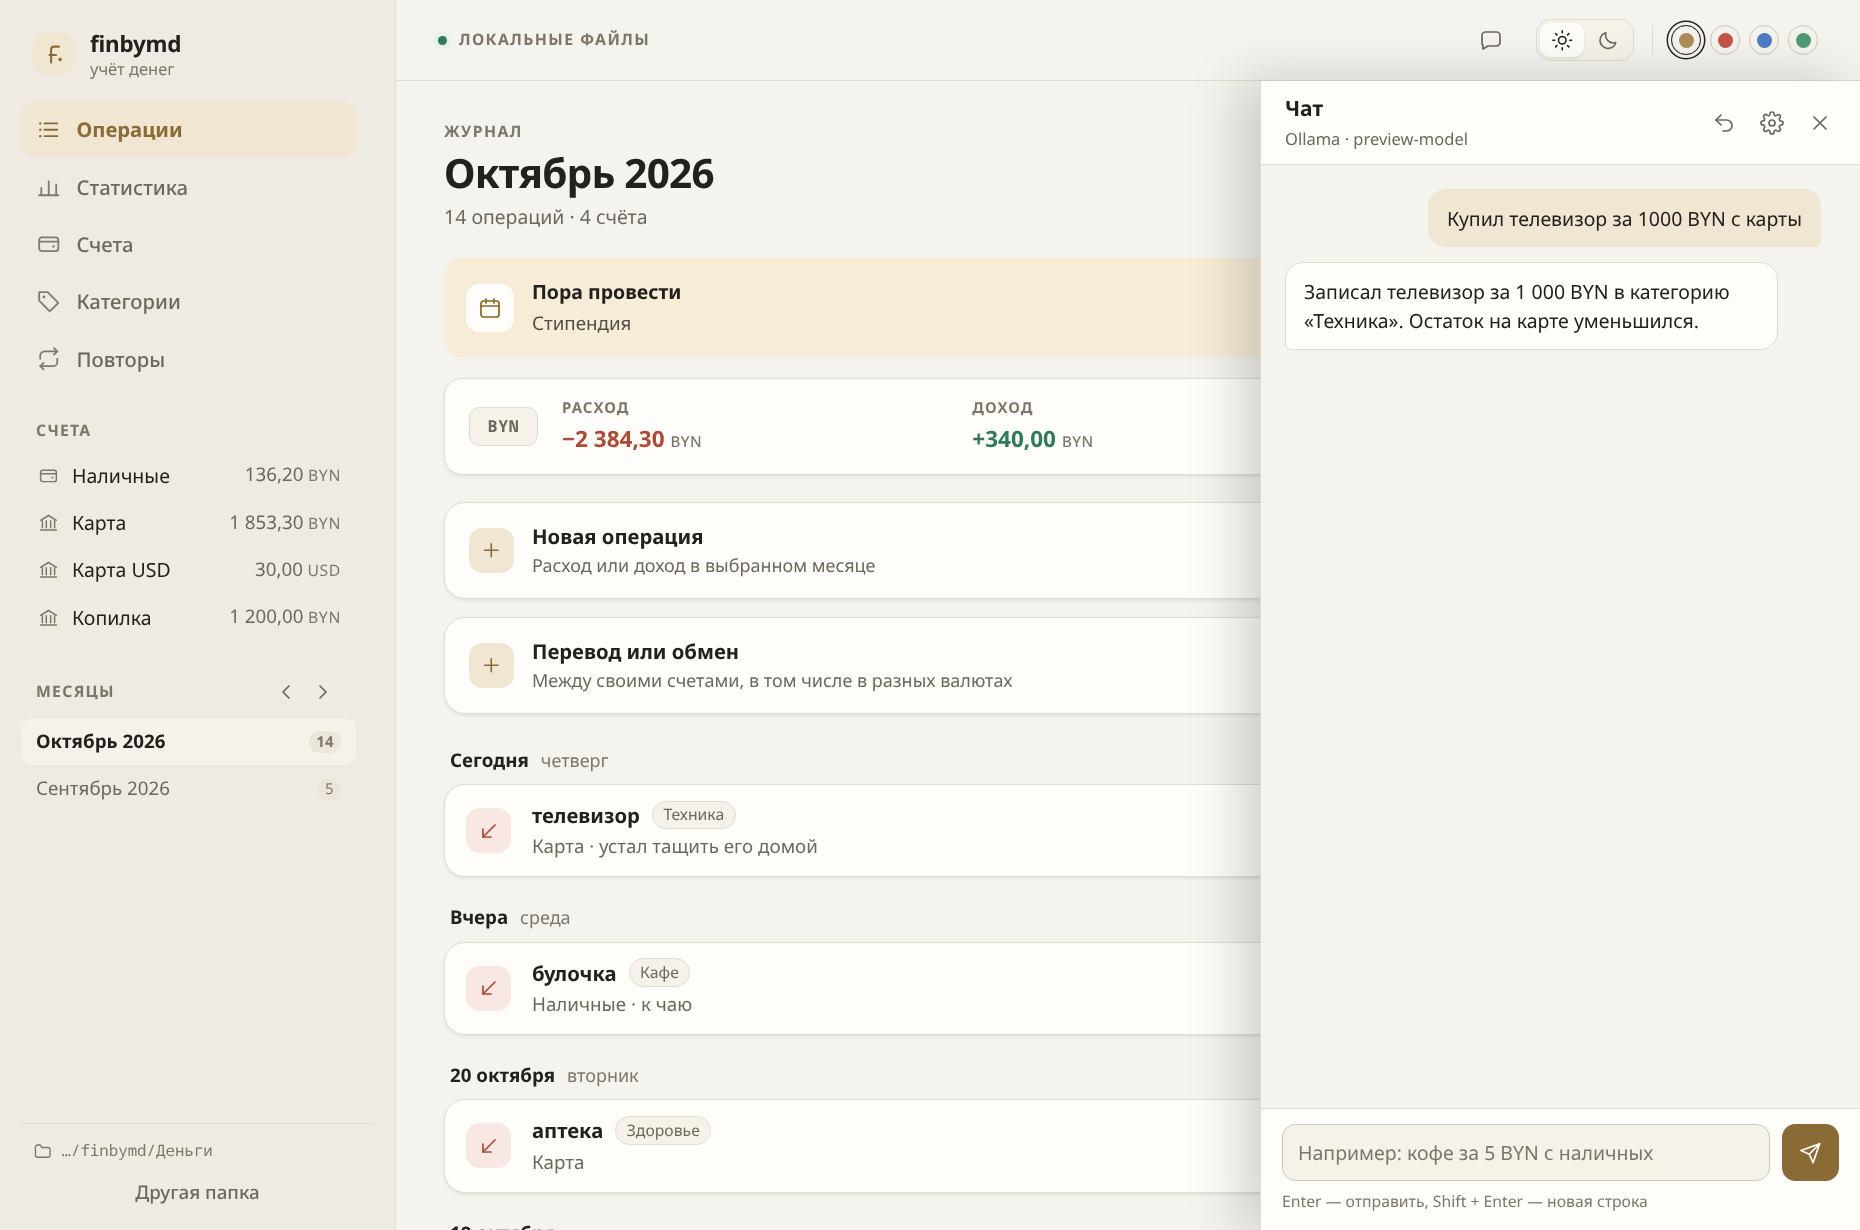 finbymd
учёт денег
Операции
Статистика
Счета
Категории
Повторы
СЧЕТА
Наличные 136,20 BYN
Карта 1 853,30 BYN
Карта USD 30,00 USD
Копилка 1 200,00 BYN
МЕСЯЦЫ
Октябрь 2026 14
Сентябрь 2026 5
…/finbymd/Деньги
Другая папка
ЛОКАЛЬНЫЕ ФАЙЛЫ
ЖУРНАЛ
Октябрь 2026
14 операций · 4 счёта
Пора провести
Стипендия
BYN
РАСХОД
−2 384,30 BYN
ДОХОД
+340,00 BYN
Новая операция
Расход или доход в выбранном месяце
Перевод или обмен
Между своими счетами, в том числе в разных валютах
Сегодня четверг
телевизор Техника
Карта · устал тащить его домой
Вчера среда
булочка Кафе
Наличные · к чаю
20 октября вторник
аптека Здоровье
Карта
Чат
Ollama · preview-model
Купил телевизор за 1000 BYN с карты
Записал телевизор за 1 000 BYN в категорию
«Техника». Остаток на карте уменьшился.
Например: кофе за 5 BYN с наличных
Enter — отправить, Shift + Enter — новая строка